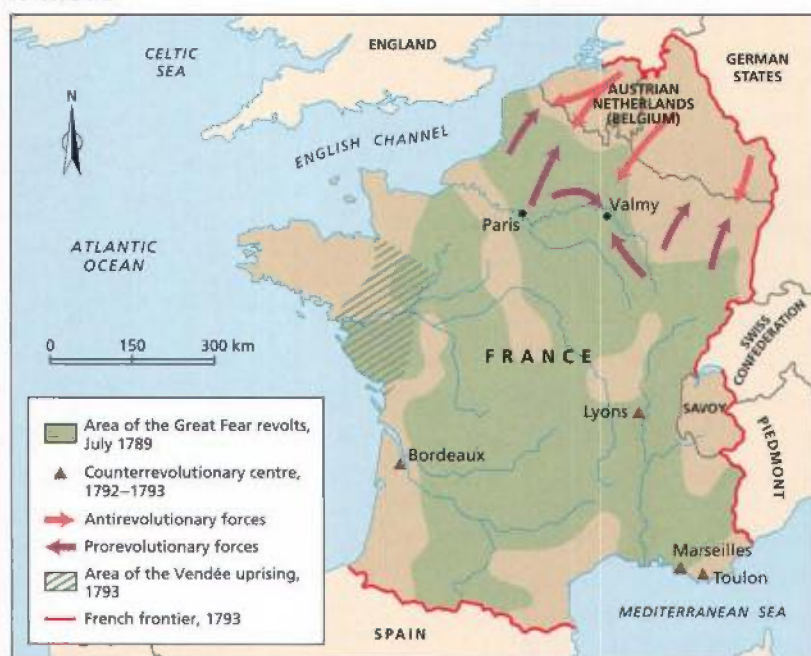 CELTIC
SEA
ENGLAND
GERMAN
STATES
N
AUSTRIAN
NETHERLANDS
(BELGIUM)
ENGLISH CHANNEL
Paris
Valmy
ATLANTIC
OCEAN
0 150 300 km
FRANCE
SWISS
CONFEDERATION
Lyons
SAVOY
PIEDMONT
Bordeaux
Marseilles
Toulon
MEDITERRANEAN SEA
SPAIN
Area of the Great Fear revolts,
July 1789
Counterrevolutionary centre,
1792–1793
Antirevolutionary forces
Prorevolutionary forces
Area of the Vendée uprising,
1793
French frontier, 1793